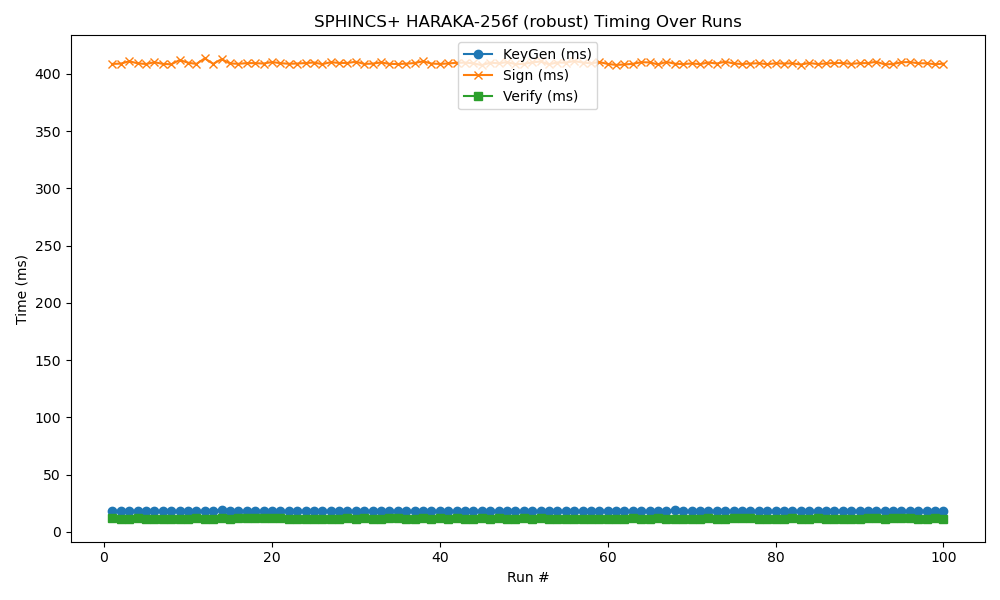 SPHINCS+ HARAKA-256f (robust) Timing Over Runs
KeyGen (ms)
Sign (ms)
Verify (ms)
Time (ms)
400
350
300
250
200
150
100
50
0
0 20 40 60 80 100
Run #